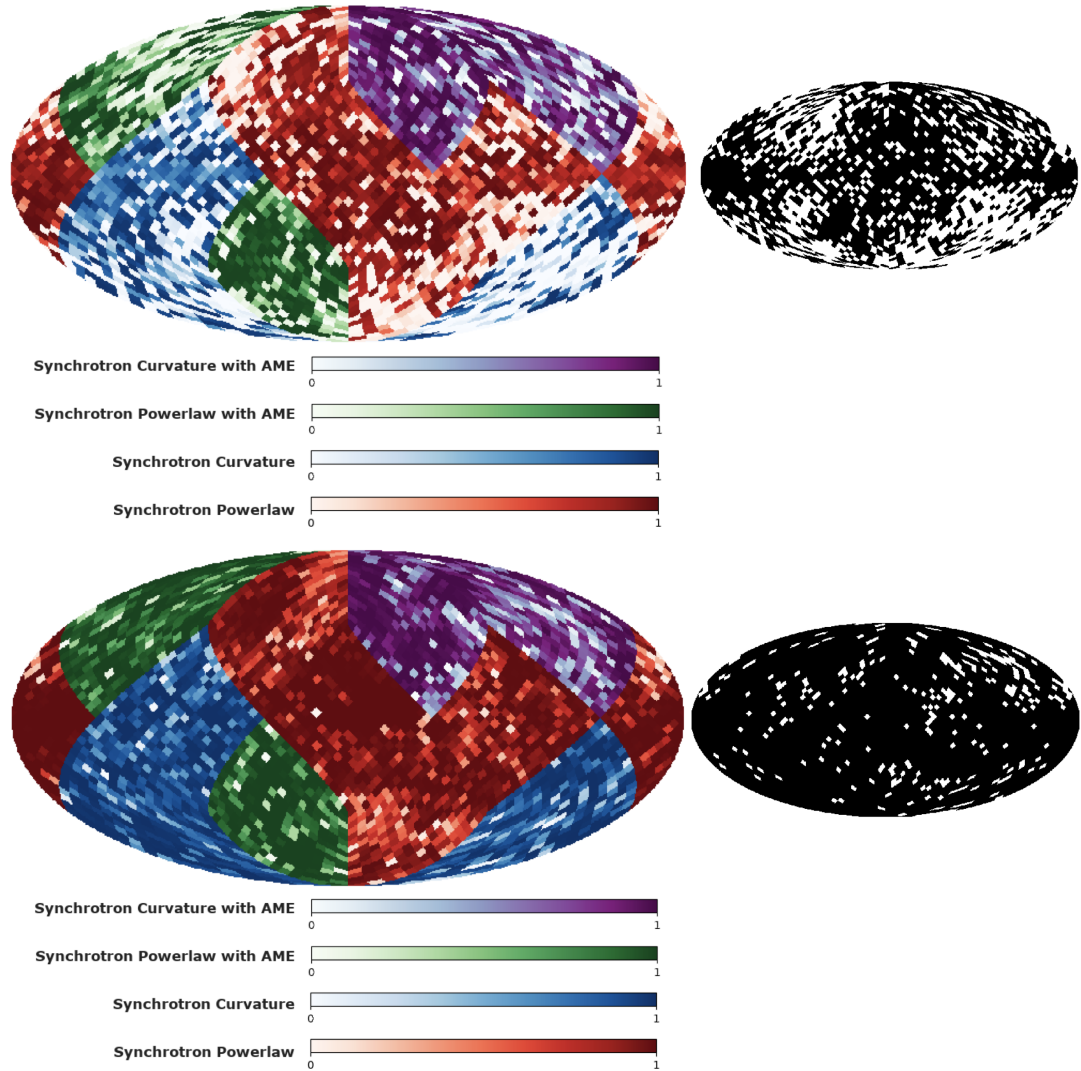 Synchrotron Curvature with AME
0 1
Synchrotron Powerlaw with AME
0 1
Synchrotron Curvature
0 1
Synchrotron Powerlaw
0 1
Synchrotron Curvature with AME
0 1
Synchrotron Powerlaw with AME
0 1
Synchrotron Curvature
0 1
Synchrotron Powerlaw
0 1